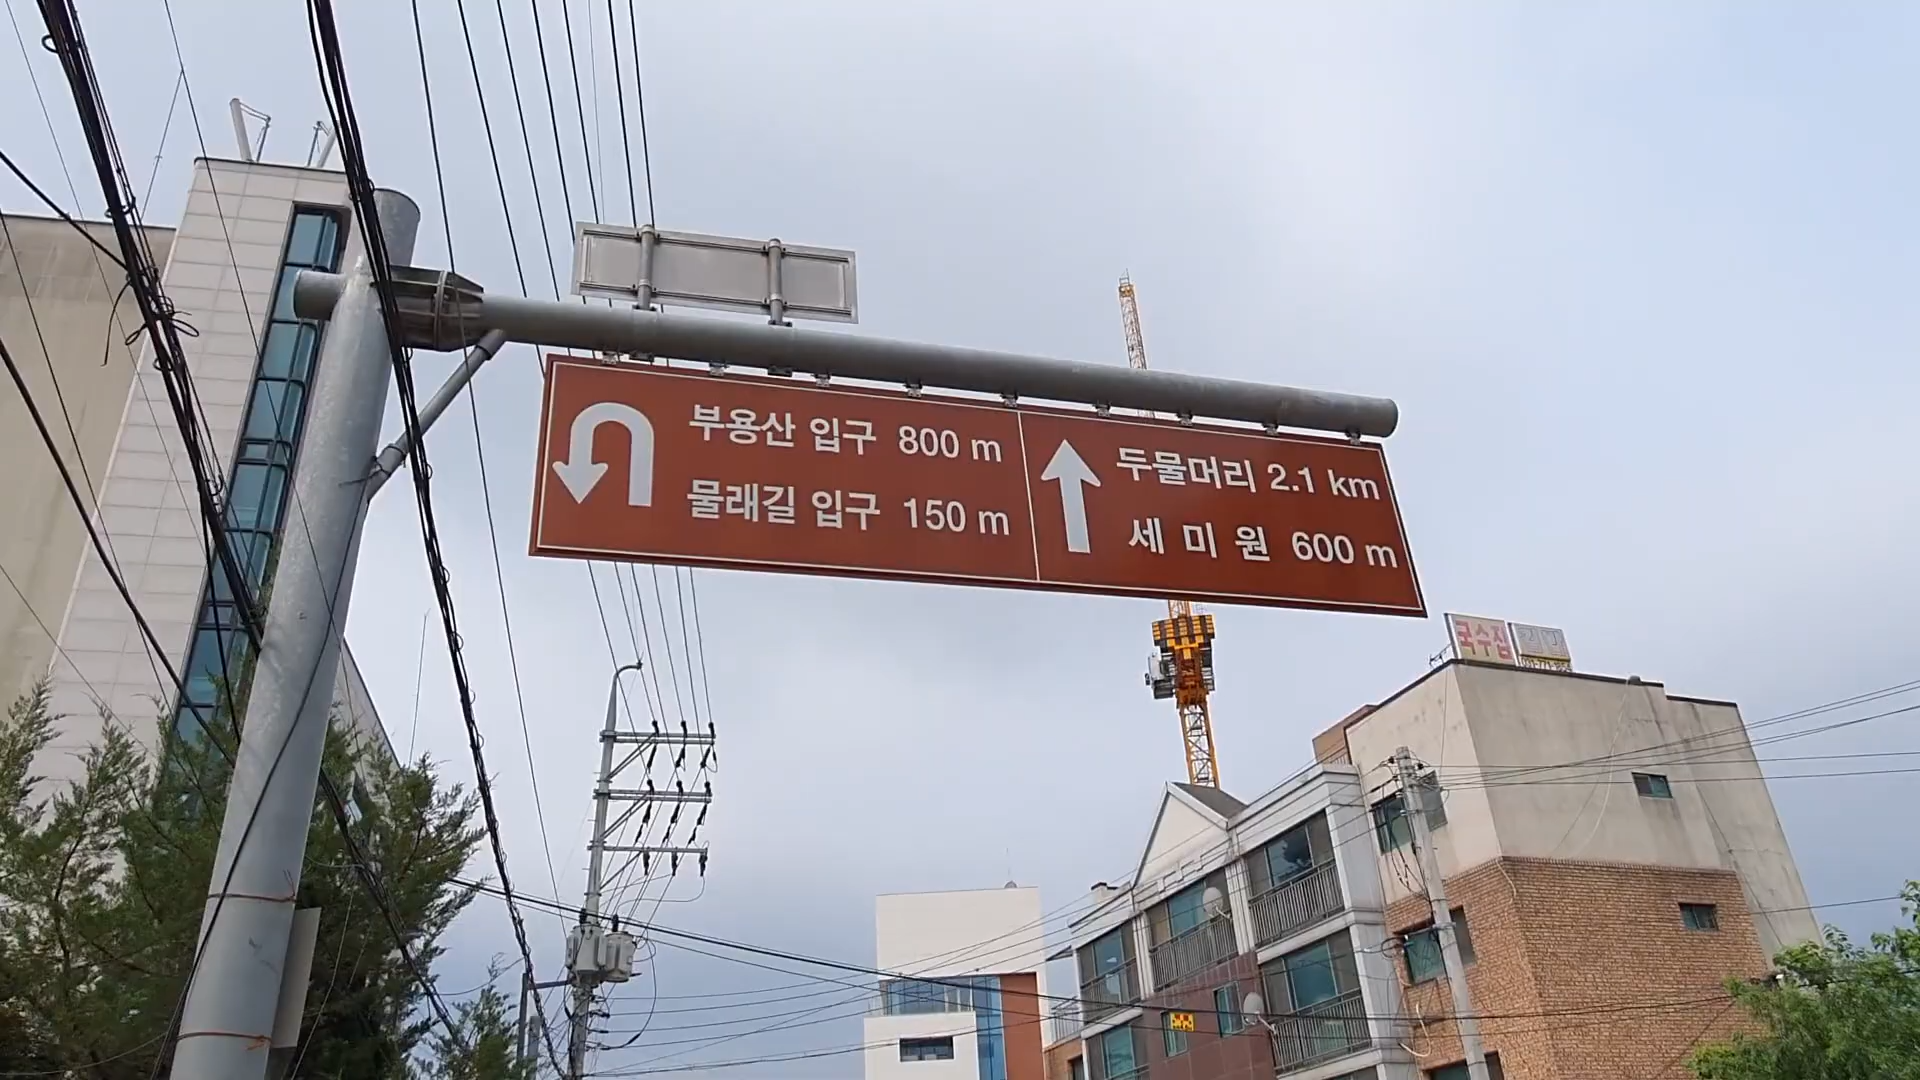 부용산 입구 800 m
물래길 입구 150 m
두물머리 2.1 km
세 미 원 600 m
국수집